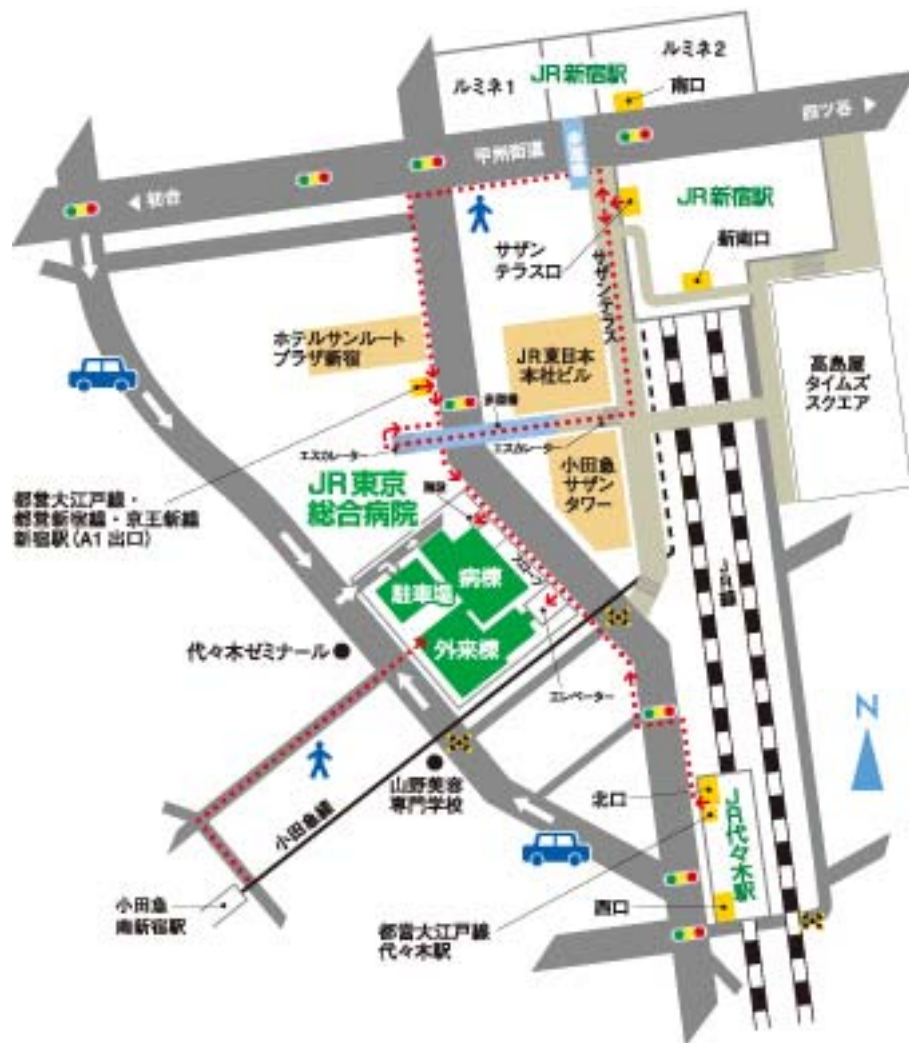 ルミネ1
JR新宿駅
ルミネ2
南口
四ツ谷
甲州街道
初台
JR新宿駅
サザン
テラス口
新南口
サザンテラス
ホテルサンルート
プラザ新宿
JR東日本
本社ビル
高島屋
タイムズ
スクエア
歩道橋
エスカレーター
エスカレーター
小田急
サザン
タワー
都営大江戸線・
都営新宿線・京王新線
新宿駅(A1出口)
JR東京
総合病院
階段
スロープ
病棟
駐車場
外来棟
JR線
代々木ゼミナール
エレベーター
N
山野美容
専門学校
小田急線
北口
JR代々木駅
小田急
南新宿駅
西口
都営大江戸線
代々木駅